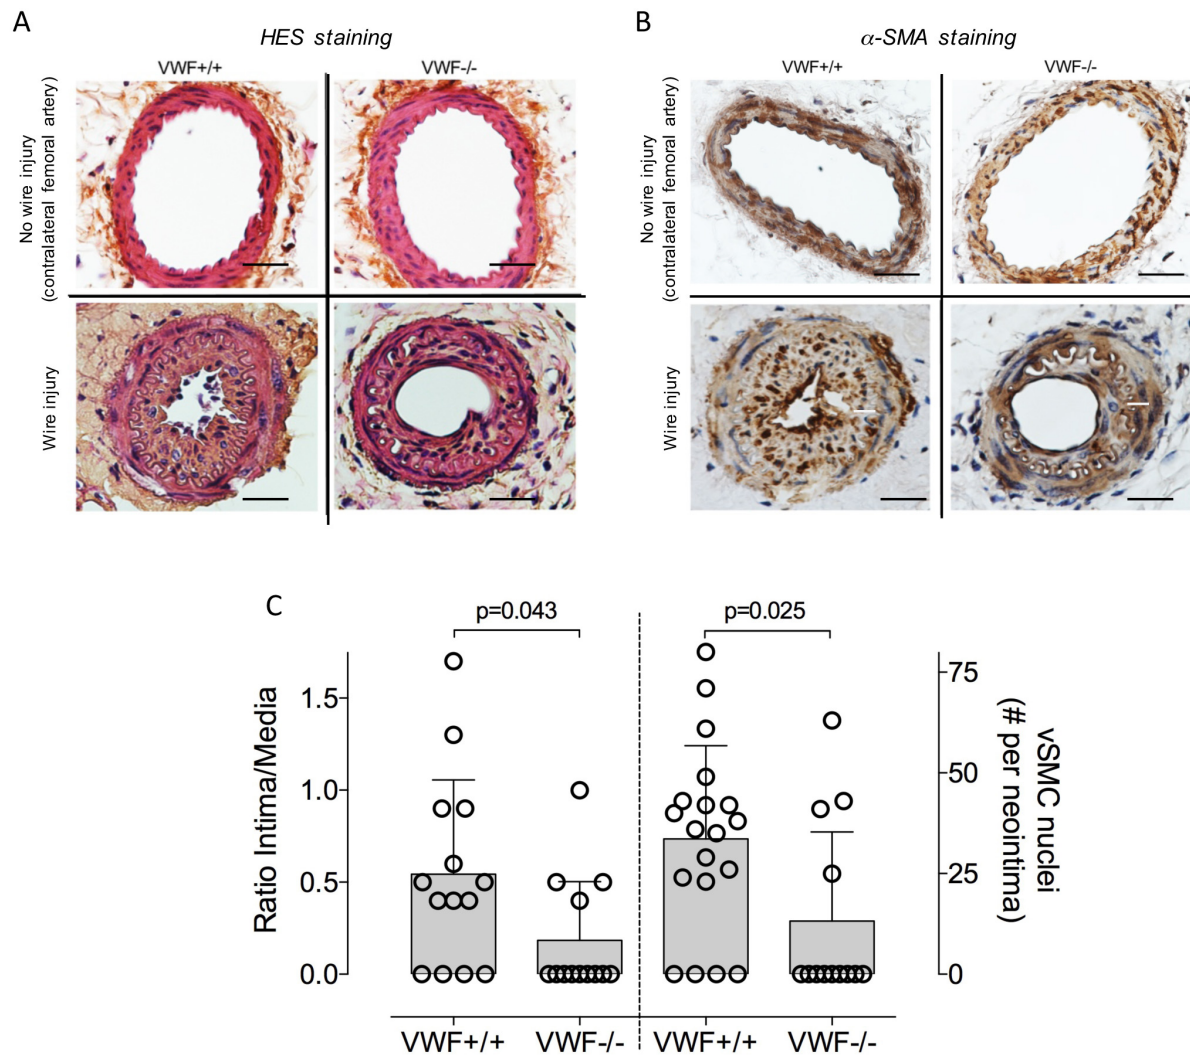 A
HES staining
VWF+/+
VWF-/-
No wire injury
(contralateral femoral artery)
Wire injury
B
α-SMA staining
VWF+/+
VWF-/-
No wire injury
(contralateral femoral artery)
Wire injury
C
p=0.043
p=0.025
Ratio Intima/Media
1.5
1.0
0.5
0.0
75
50
25
0
vSMC nuclei
(# per neointima)
VWF+/+
VWF-/-
VWF+/+
VWF-/-